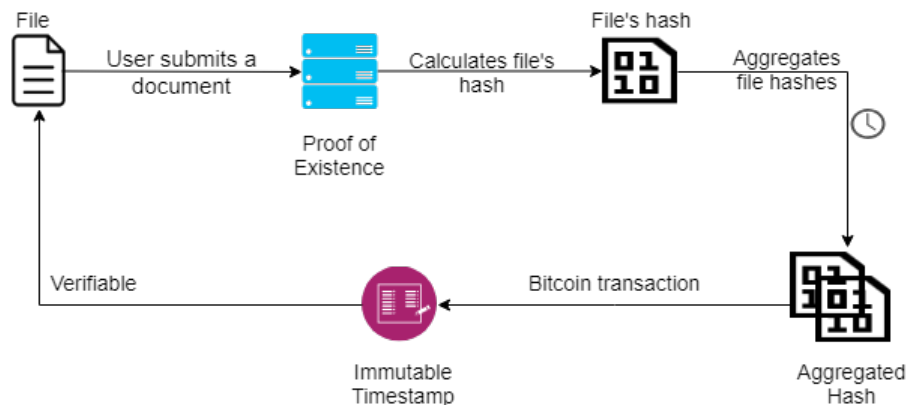 File
User submits a
document
Proof of
Existence
Calculates file's
hash
File's hash
Aggregates
file hashes
Aggregated
Hash
Bitcoin transaction
Immutable
Timestamp
Verifiable